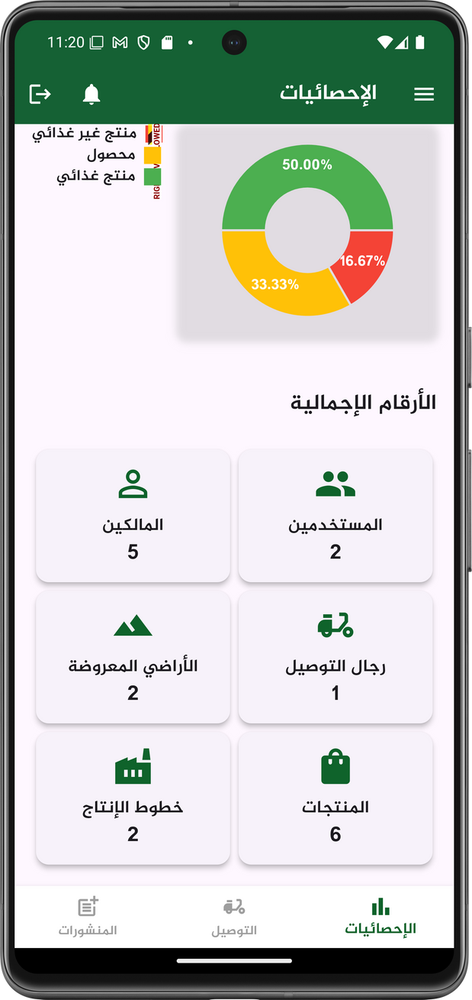 11:20
الإحصائيات
50.00%
16.67%
33.33%
منتج غير غذائي
محصول
منتج غذائي
الأرقام الإجمالية
المستخدمين
2
المالكين
5
رجال التوصيل
1
الأراضي المعروضة
2
المنتجات
6
خطوط الإنتاج
2
الإحصائيات
التوصيل
المنشورات